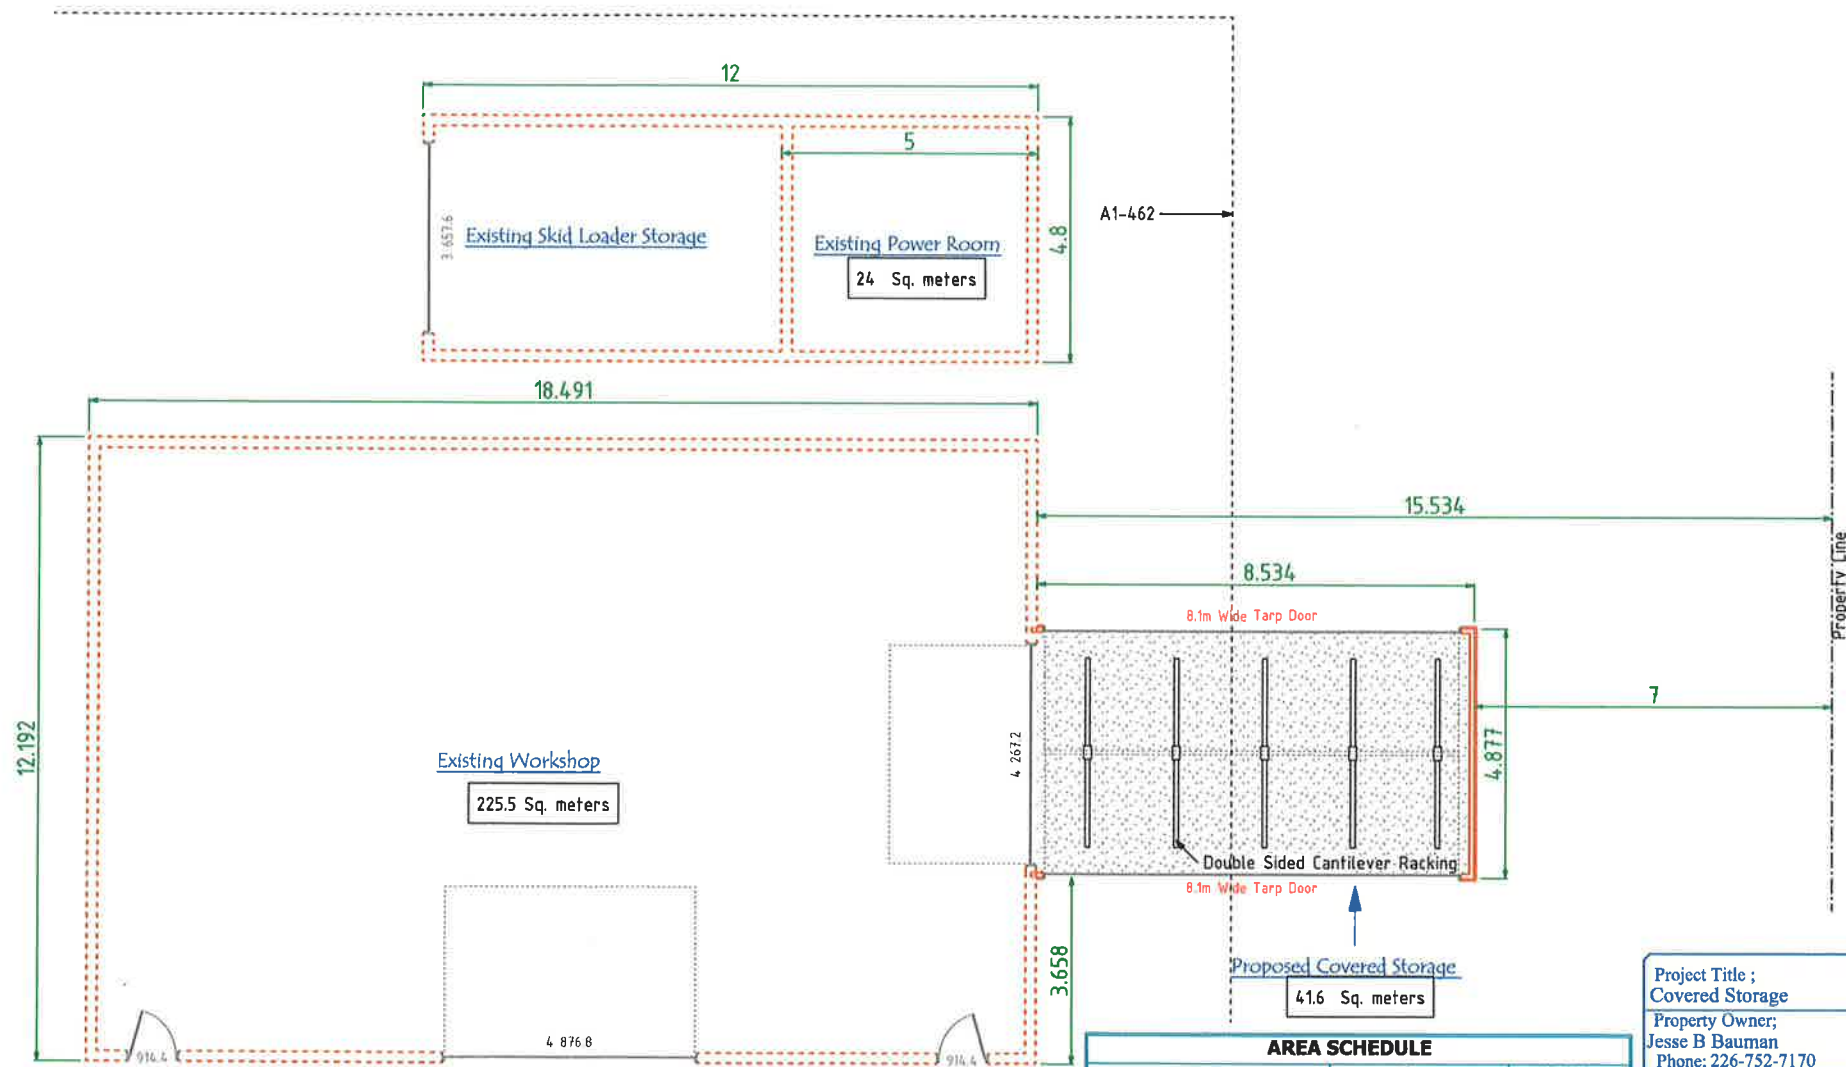 12
5
A1-462
3 657.6
Existing Skid Loader Storage
Existing Power Room
24 Sq. meters
4.8
18.491
15.534
Property Line
8.534
8.1m Wide Tarp Door
7
4.877
4 267.2
12.192
Existing Workshop
225.5 Sq. meters
Double Sided Cantilever Racking
8.1m Wide Tarp Door
3.658
Proposed Covered Storage
41.6 Sq. meters
4 876.8
914.4
914.4
AREA SCHEDULE
Project Title ;
Covered Storage
Property Owner;
Jesse B Bauman
Phone: 226-752-7170